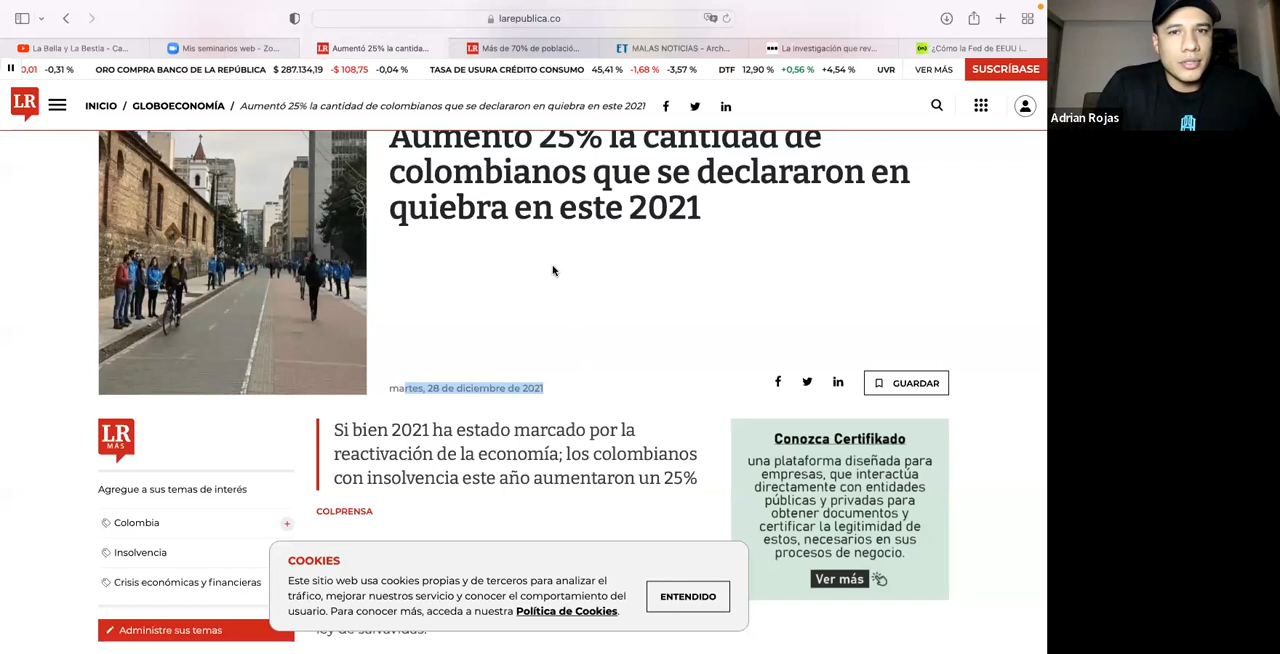 larepublica.co
La Bella y La Bestia - Ca...
Mis seminarios web - Zo...
LR Aumentó 25% la cantida...
LR Más de 70% de població...
ET MALAS NOTICIAS - Arch...
La investigación que rev...
¿Cómo la Fed de EEUU i...
0,01 -0,31 % ORO COMPRA BANCO DE LA REPÚBLICA $ 287.134,19 -$ 108,75 -0,04 % TASA DE USURA CRÉDITO CONSUMO 45,41 % -1,68 % -3,57 % DTF 12,90 % +0,56 % +4,54 % UVR VER MÁS SUSCRÍBASE
LR INICIO / GLOBOECONOMÍA / Aumentó 25% la cantidad de colombianos que se declararon en quiebra en este 2021
Adrian Rojas
Aumentó 25% la cantidad de
colombianos que se declararon en
quiebra en este 2021
martes, 28 de diciembre de 2021
GUARDAR
LR
MÁS
Agregue a sus temas de interés
Colombia +
Insolvencia
Crisis económicas y financieras
Administre sus temas
Si bien 2021 ha estado marcado por la
reactivación de la economía; los colombianos
con insolvencia este año aumentaron un 25%
COLPRENSA
Conozca Certifikado
una plataforma diseñada para
empresas, que interactúa
directamente con entidades
públicas y privadas para
obtener documentos y
certificar la legitimidad de
estos, necesarios en sus
procesos de negocio.
Ver más
COOKIES
Este sitio web usa cookies propias y de terceros para analizar el
tráfico, mejorar nuestros servicio y conocer el comportamiento del
usuario. Para conocer más, acceda a nuestra Política de Cookies.
ENTENDIDO